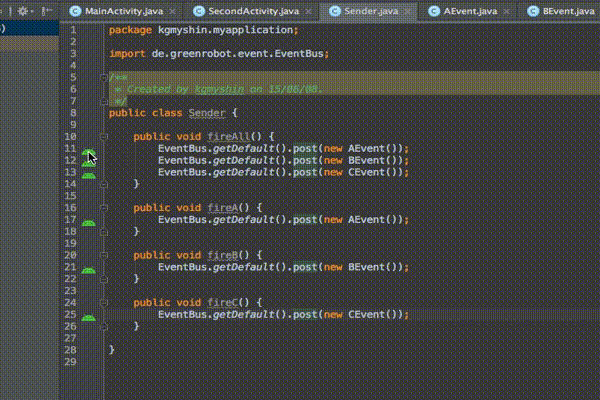 MainActivity.java SecondActivity.java Sender.java AEvent.java BEvent.java
1 package kgmyshin.myapplication;
2
3 import de.greenrobot.event.EventBus;
4
5 /**
6 * Created by kgmyshin on 15/06/08.
7 */
8 public class Sender {
9
10 public void fireAll() {
11 EventBus.getDefault().post(new AEvent());
12 EventBus.getDefault().post(new BEvent());
13 EventBus.getDefault().post(new CEvent());
14 }
15
16 public void fireA() {
17 EventBus.getDefault().post(new AEvent());
18 }
19
20 public void fireB() {
21 EventBus.getDefault().post(new BEvent());
22 }
23
24 public void fireC() {
25 EventBus.getDefault().post(new CEvent());
26 }
27
28 }
29